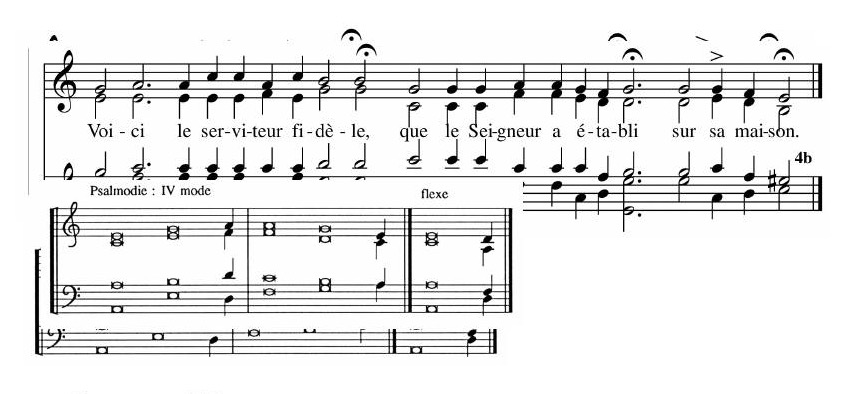 Voi - ci le ser-vi-teur fi-dè - le, que le Sei-gneur a é-ta-bli sur sa mai-son.
4b
Psalmodie : IV mode
flexe